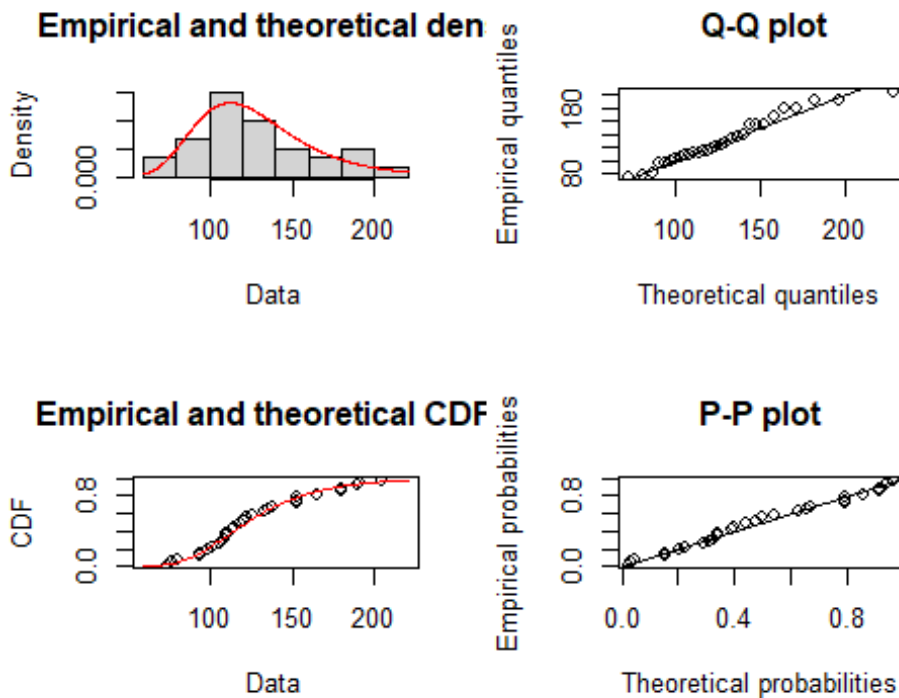 Empirical and theoretical den
Density
0.000
100 150 200
Data
Q-Q plot
Empirical quantiles
80 180
100 150 200
Theoretical quantiles
Empirical and theoretical CDF
CDF
0.0 0.8
100 150 200
Data
P-P plot
Empirical probabilities
0.0 0.8
0.0 0.4 0.8
Theoretical probabilities